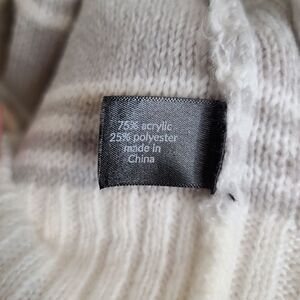 75% acrylic
25% polyester
made in
China